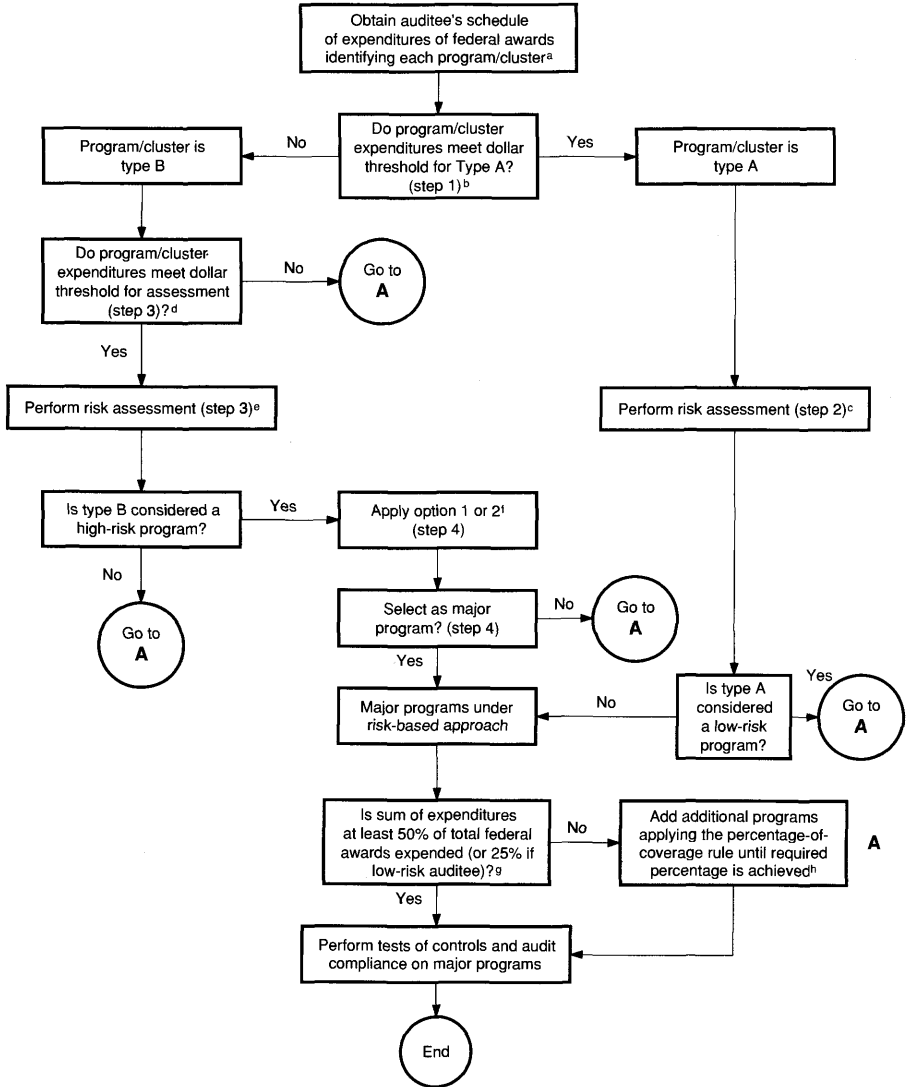 Obtain auditee's schedule
of expenditures of federal awards
identifying each program/clusterª
Do program/cluster
expenditures meet dollar
threshold for Type A?
(step 1)ᵇ
No
Yes
Program/cluster is
type B
Program/cluster is
type A
Do program/cluster
expenditures meet dollar
threshold for assessment
(step 3)?ᵈ
No
Go to
A
Yes
Perform risk assessment (step 3)ᵉ
Perform risk assessment (step 2)ᶜ
Is type B considered a
high-risk program?
Yes
Apply option 1 or 2ᶠ
(step 4)
No
Go to
A
Select as major
program? (step 4)
No
Go to
A
Yes
Major programs under
risk-based approach
No
Is type A
considered
a low-risk
program?
Yes
Go to
A
Is sum of expenditures
at least 50% of total federal
awards expended (or 25% if
low-risk auditee)?ᵍ
No
Add additional programs
applying the percentage-of-
coverage rule until required
percentage is achievedʰ
A
Yes
Perform tests of controls and audit
compliance on major programs
End